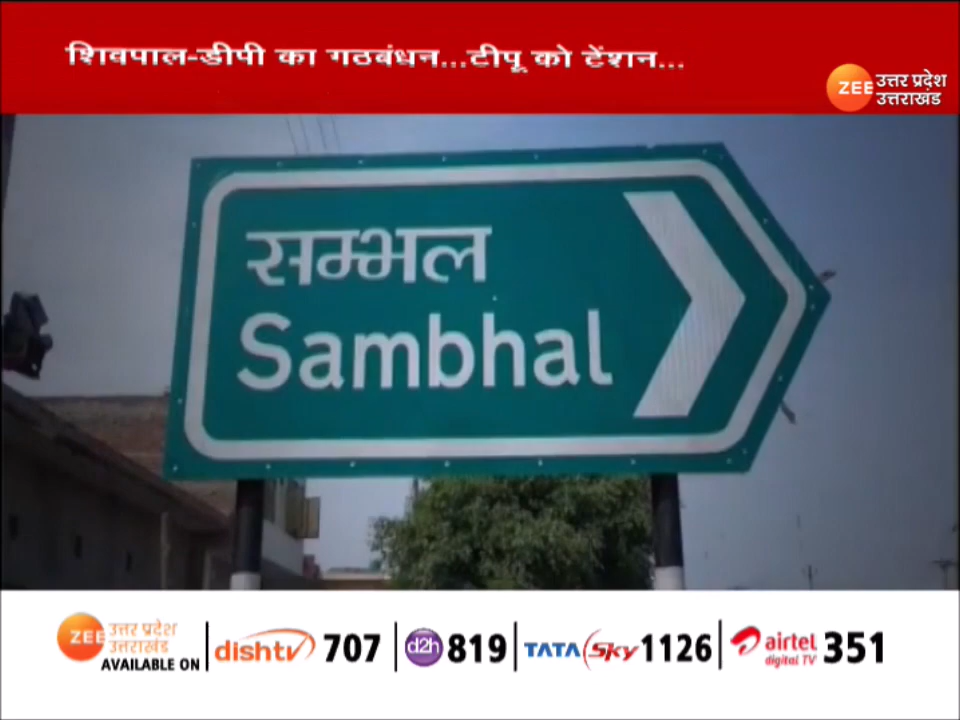 शिवपाल-डीपी का गठबंधन...टीपू को टेंशन...
ZEE उत्तर प्रदेश
उत्तराखंड
सम्भल
Sambhal
ZEE उत्तर प्रदेश
उत्तराखंड
AVAILABLE ON
dishtv 707
d2h 819
TATA Sky 1126
airtel
digital TV 351